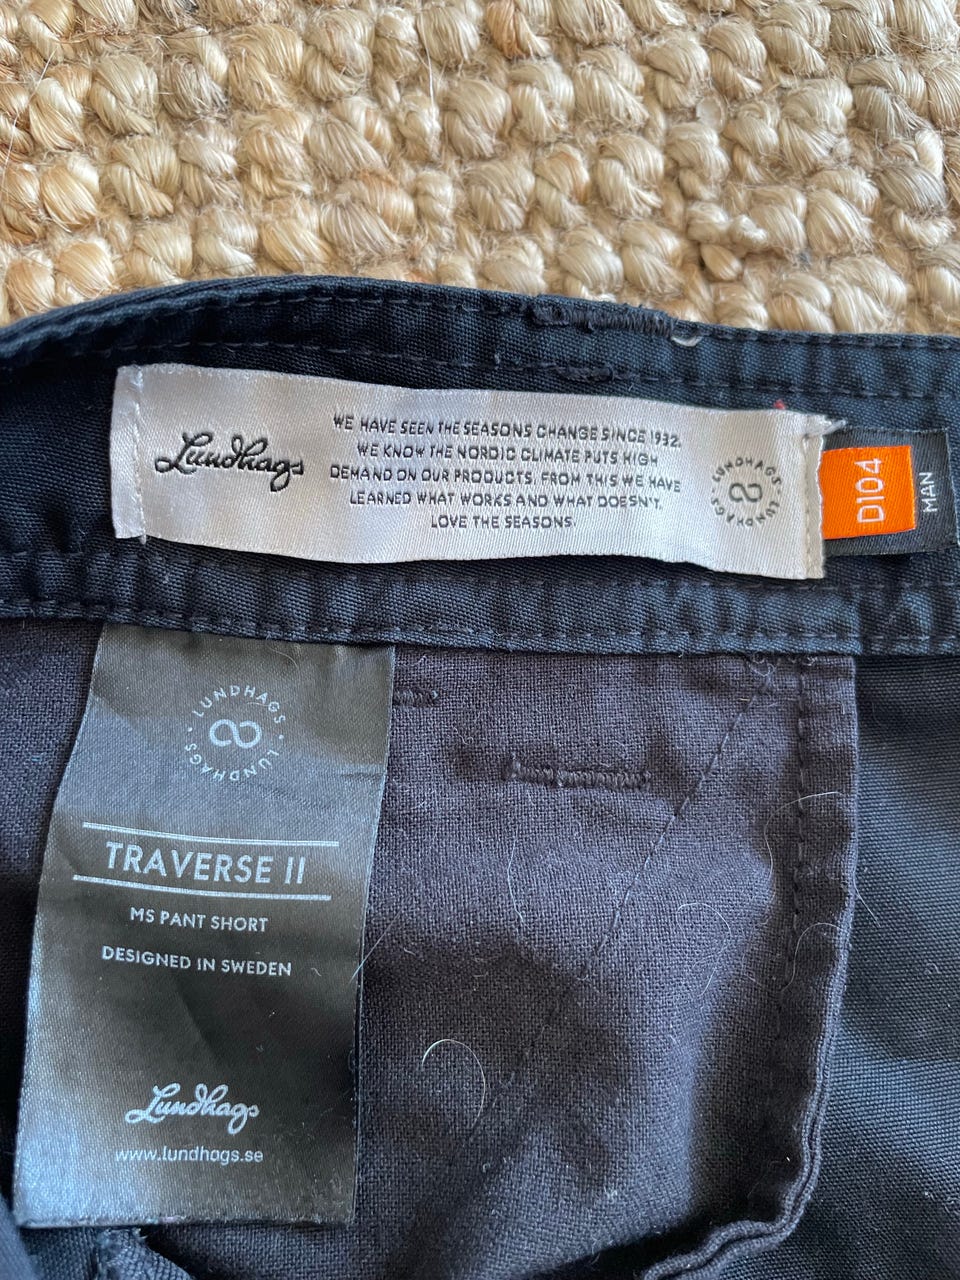 Lundhags
WE HAVE SEEN THE SEASONS CHANGE SINCE 1932.
WE KNOW THE NORDIC CLIMATE PUTS HIGH
DEMAND ON OUR PRODUCTS. FROM THIS WE HAVE
LEARNED WHAT WORKS AND WHAT DOESN'T.
LOVE THE SEASONS.
LUNDHAGS · LUNDHAGS ·
D104
MAN
LUNDHAGS · LUNDHAGS ·
TRAVERSE II
MS PANT SHORT
DESIGNED IN SWEDEN
Lundhags
www.lundhags.se